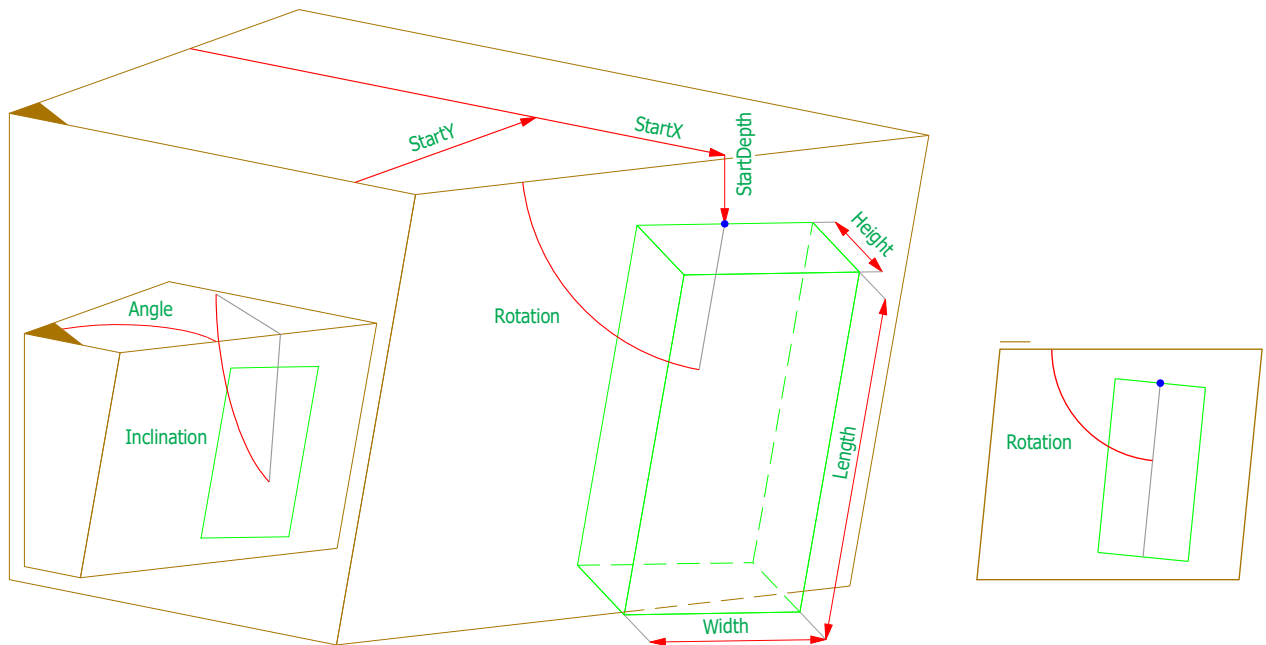 StartY
StartX
StartDepth
Height
Angle
Rotation
Inclination
Length
Width
Rotation